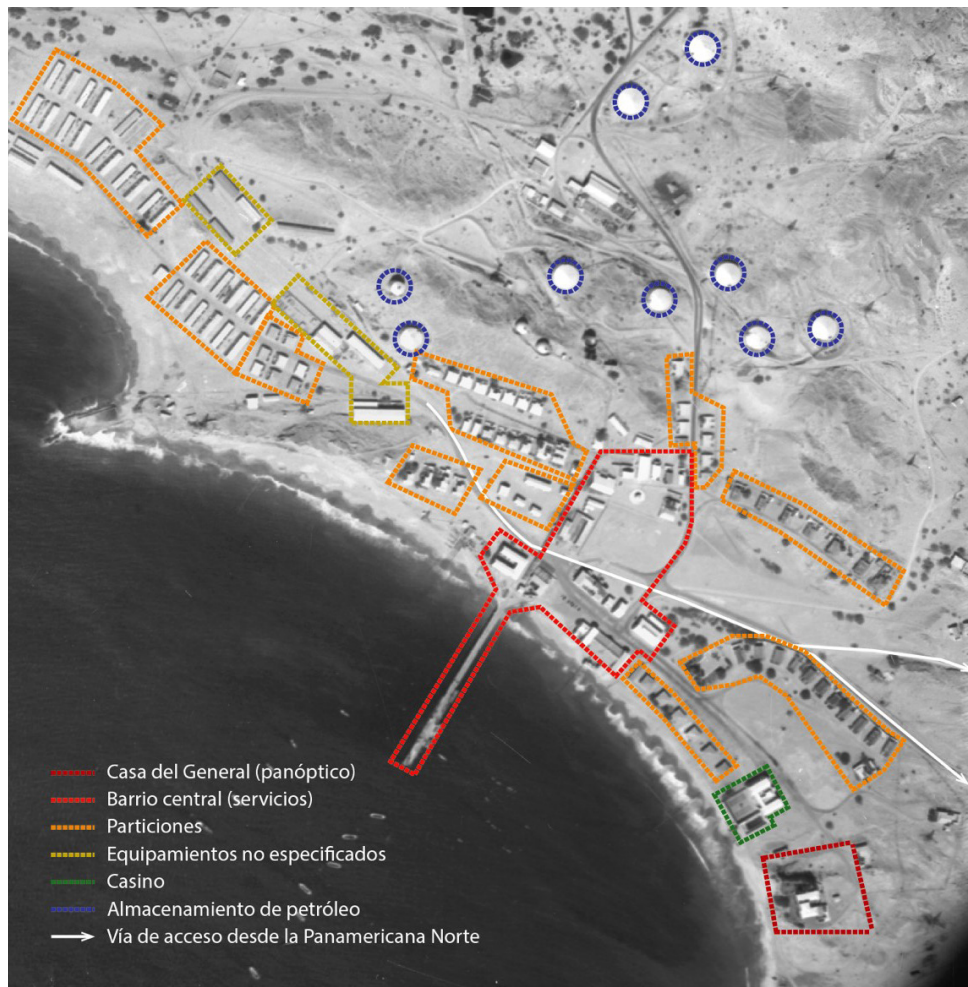 Casa del General (panóptico)
Barrio central (servicios)
Particiones
Equipamientos no especificados
Casino
Almacenamiento de petróleo
Vía de acceso desde la Panamericana Norte